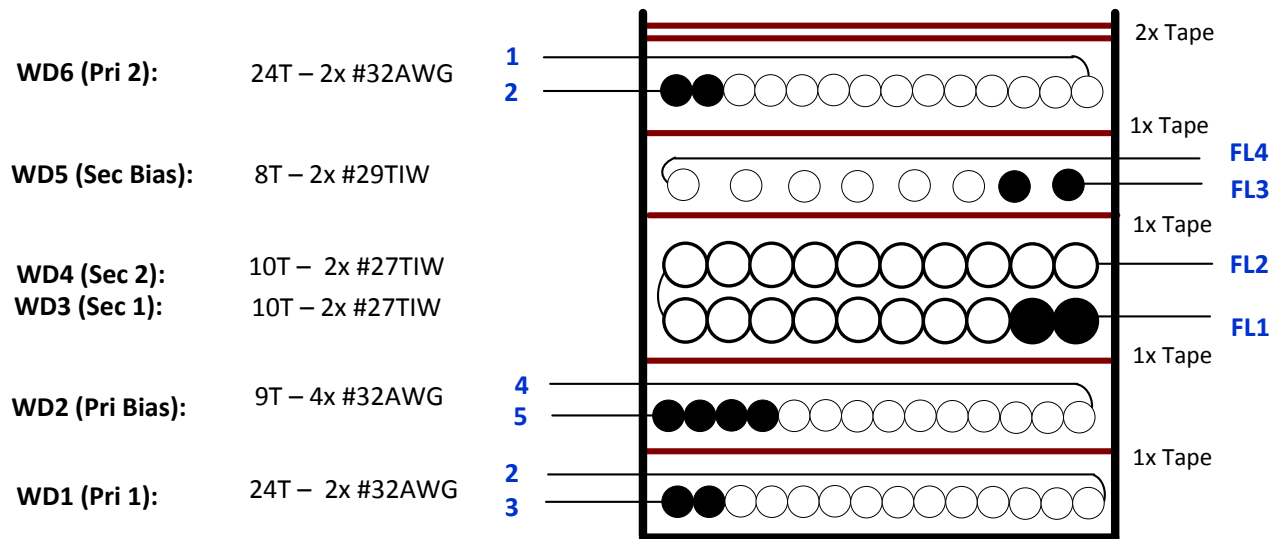 2x Tape
WD6 (Pri 2): 24T – 2x #32AWG 1
2
1x Tape
WD5 (Sec Bias): 8T – 2x #29TIW FL4
FL3
1x Tape
WD4 (Sec 2): 10T – 2x #27TIW FL2
WD3 (Sec 1): 10T – 2x #27TIW FL1
1x Tape
WD2 (Pri Bias): 9T – 4x #32AWG 4
5
1x Tape
WD1 (Pri 1): 24T – 2x #32AWG 2
3